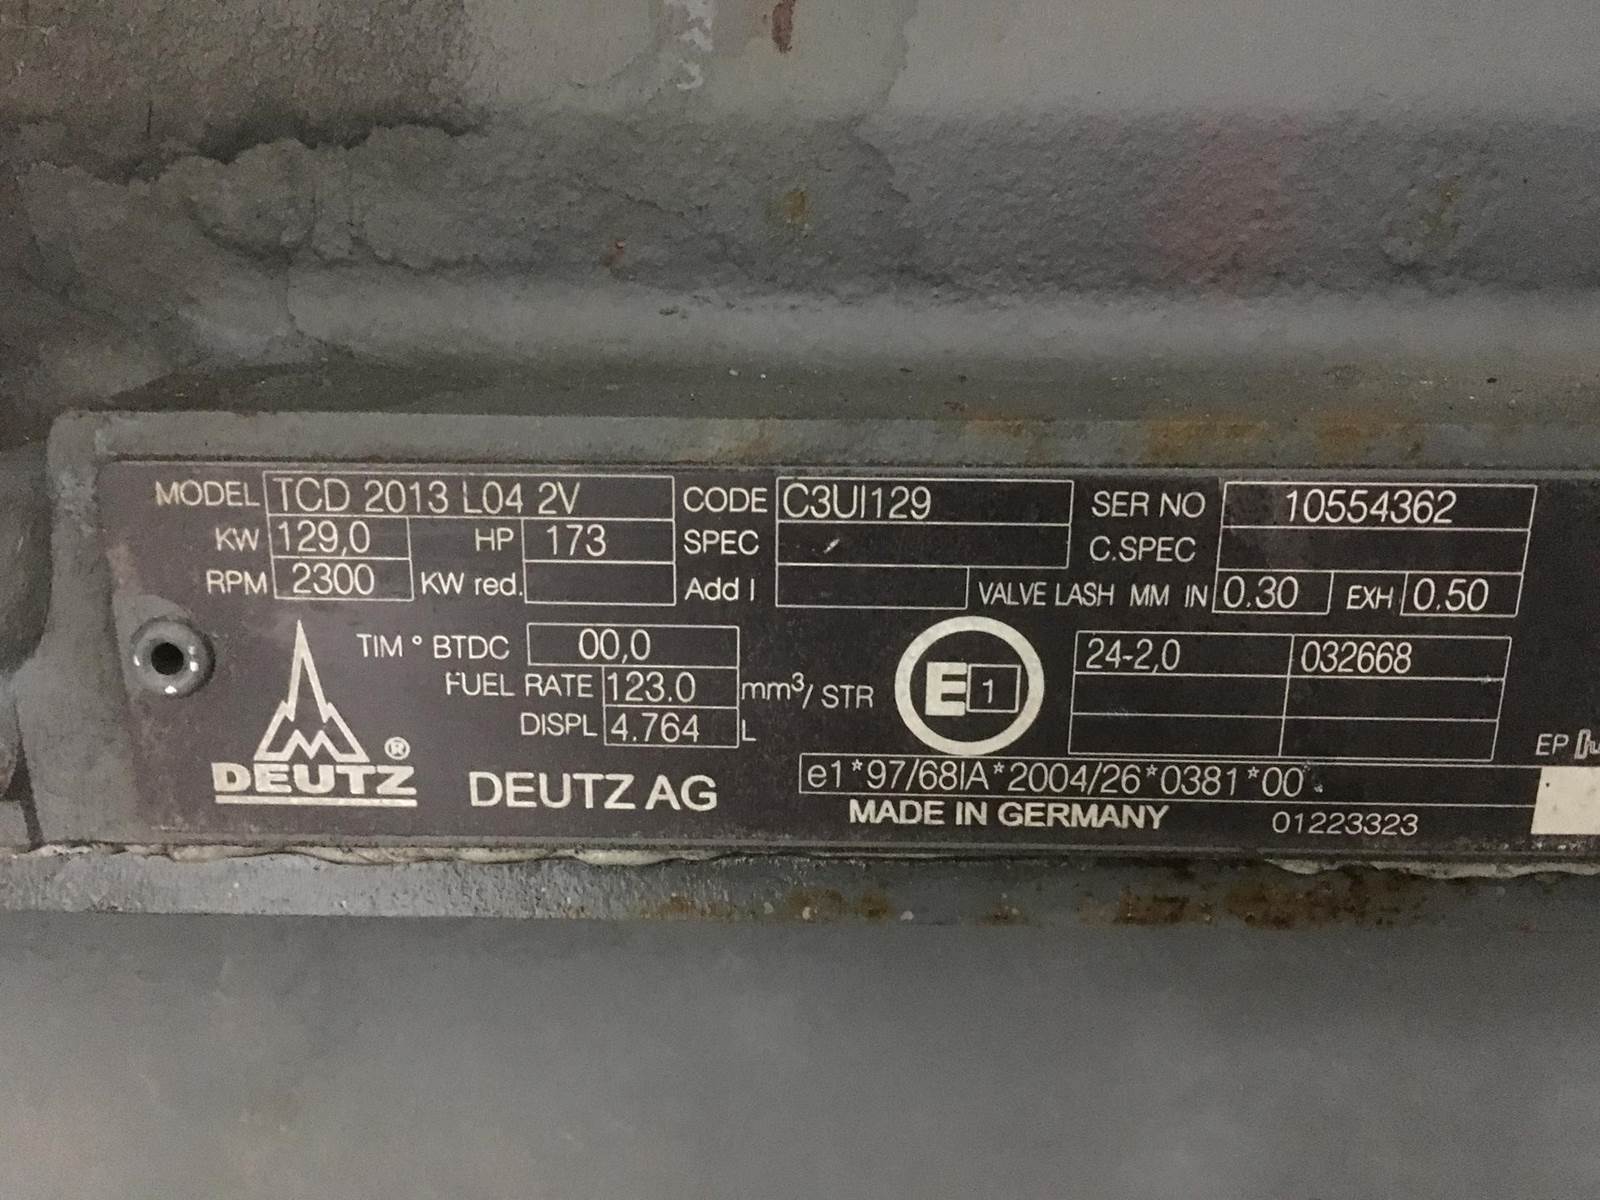 MODEL TCD 2013 L04 2V CODE C3UI129 SER NO 10554362
KW 129,0 HP 173 SPEC C.SPEC
RPM 2300 KW red. Add I VALVE LASH MM IN 0.30 EXH 0.50
TIM ° BTDC 00,0
FUEL RATE 123.0 mm³/ STR
DISPL 4.764 L
E 1
24-2,0 032668
EP
DEUTZ ®
DEUTZ AG
e1*97/68IA*2004/26*0381*00
MADE IN GERMANY 01223323